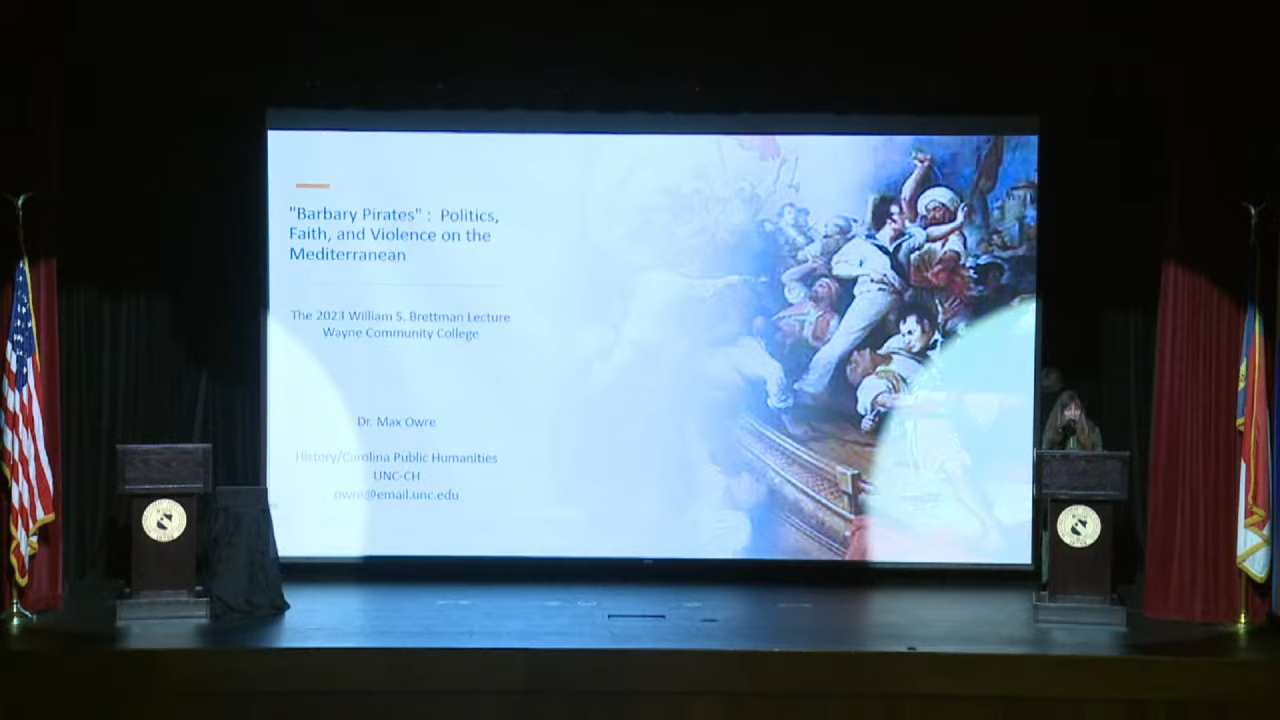 "Barbary Pirates" :  Politics,
Faith, and Violence on the
Mediterranean
The 2023 William S. Brettman Lecture
Wayne Community College
Dr. Max Owre
History/Carolina Public Humanities
UNC-CH
owre@email.unc.edu